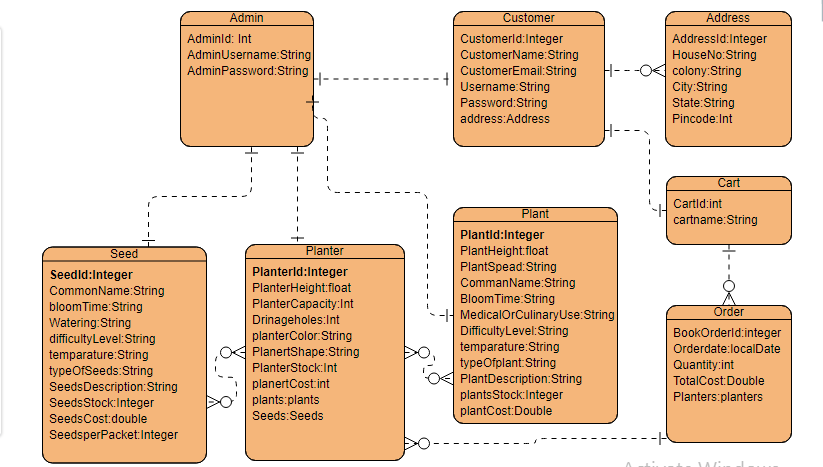 Admin
AdminId: Int
AdminUsername:String
AdminPassword:String
Customer
CustomerId:Integer
CustomerName:String
CustomerEmail:String
Username:String
Password:String
address:Address
Address
AddressId:Integer
HouseNo:String
colony:String
City:String
State:String
Pincode:Int
Cart
CartId:int
cartname:String
Seed
SeedId:Integer
CommonName:String
bloomTime:String
Watering:String
difficultyLevel:String
temparature:String
typeOfSeeds:String
SeedsDescription:String
SeedsStock:Integer
SeedsCost:double
SeedsperPacket:Integer
Planter
PlanterId:Integer
PlanterHeight:float
PlanterCapacity:Int
Drinageholes:Int
planterColor:String
PlanertShape:String
PlanterStock:Int
planertCost:int
plants:plants
Seeds:Seeds
Plant
PlantId:Integer
PlantHeight:float
PlantSpead:String
CommanName:String
BloomTime:String
MedicalOrCulinaryUse:String
DifficultyLevel:String
temparature:String
typeOfplant:String
PlantDescription:String
plantsStock:Integer
plantCost:Double
Order
BookOrderId:integer
Orderdate:localDate
Quantity:int
TotalCost:Double
Planters:planters
Activate Windows